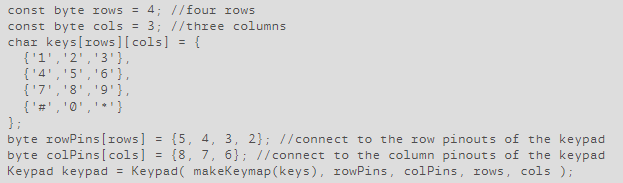 const byte rows = 4; //four rows
const byte cols = 3; //three columns
char keys[rows][cols] = {
  {'1','2','3'},
  {'4','5','6'},
  {'7','8','9'},
  {'#','0','*'}
};
byte rowPins[rows] = {5, 4, 3, 2}; //connect to the row pinouts of the keypad
byte colPins[cols] = {8, 7, 6}; //connect to the column pinouts of the keypad
Keypad keypad = Keypad( makeKeymap(keys), rowPins, colPins, rows, cols );